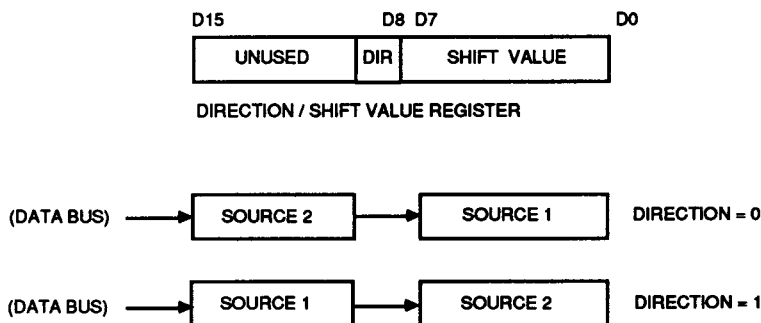 D15 D8 D7 D0
UNUSED DIR SHIFT VALUE
DIRECTION / SHIFT VALUE REGISTER
(DATA BUS) SOURCE 2 SOURCE 1 DIRECTION = 0
(DATA BUS) SOURCE 1 SOURCE 2 DIRECTION = 1